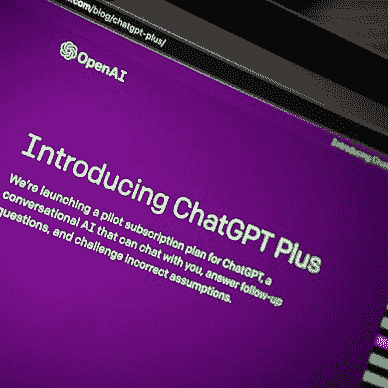 .com/blog/chatgpt-plus/
OpenAI
Introducing Cha
Introducing ChatGPT Plus
We're launching a pilot subscription plan for ChatGPT, a
conversational AI that can chat with you, answer follow-up
questions, and challenge incorrect assumptions.